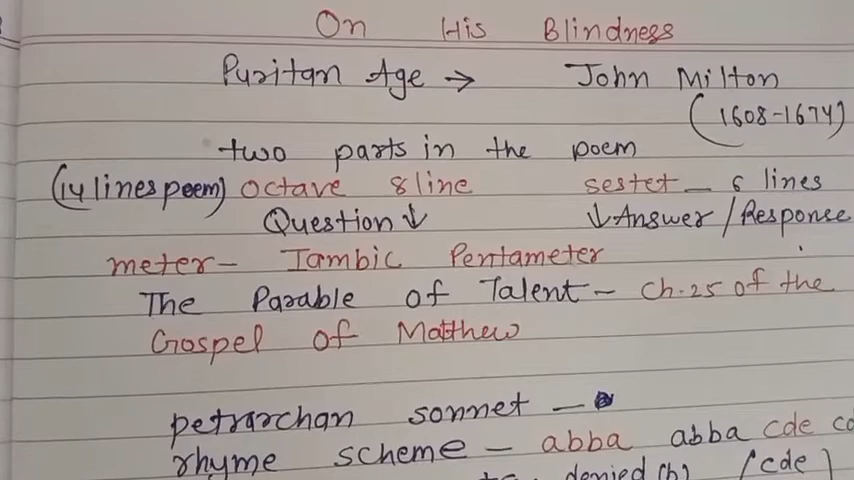 On His Blindness
Puritan Age → John Milton
(1608-1674)
two parts in the poem
(14 lines poem) octave 8 line sestet - 6 lines
Question ↓ ↓ Answer / Response
meter - Iambic Pentameter
The Parable of Talent - Ch. 25 of the
Gospel of Matthew
petrarchan sonnet -
rhyme scheme - abba abba cde
denied (b) (cde)